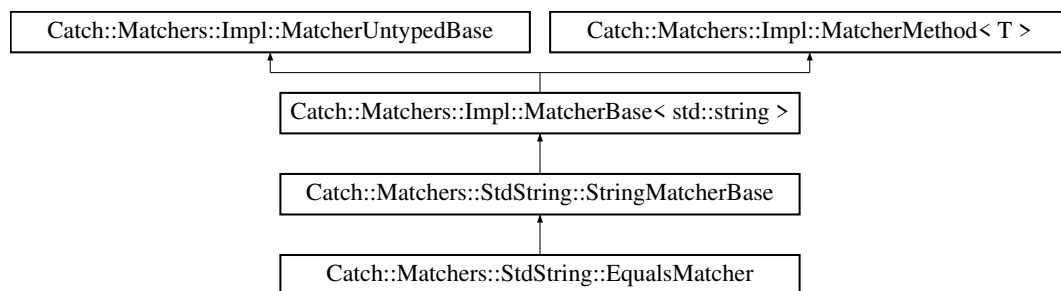 Catch::Matchers::Impl::MatcherUntypedBase
Catch::Matchers::Impl::MatcherMethod< T >
Catch::Matchers::Impl::MatcherBase< std::string >
Catch::Matchers::StdString::StringMatcherBase
Catch::Matchers::StdString::EqualsMatcher